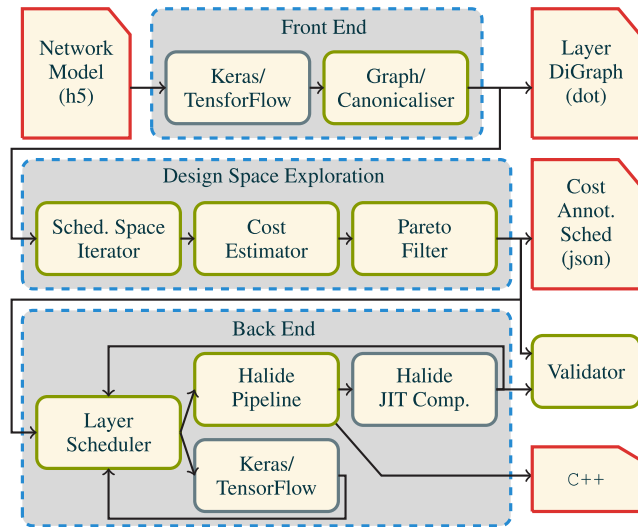 Network
Model
(h5)
Front End
Keras/
TensforFlow
Graph/
Canonicaliser
Layer
DiGraph
(dot)
Design Space Exploration
Sched. Space
Iterator
Cost
Estimator
Pareto
Filter
Cost
Annot.
Sched
(json)
Back End
Layer
Scheduler
Halide
Pipeline
Halide
JIT Comp.
Keras/
TensorFlow
Validator
C++